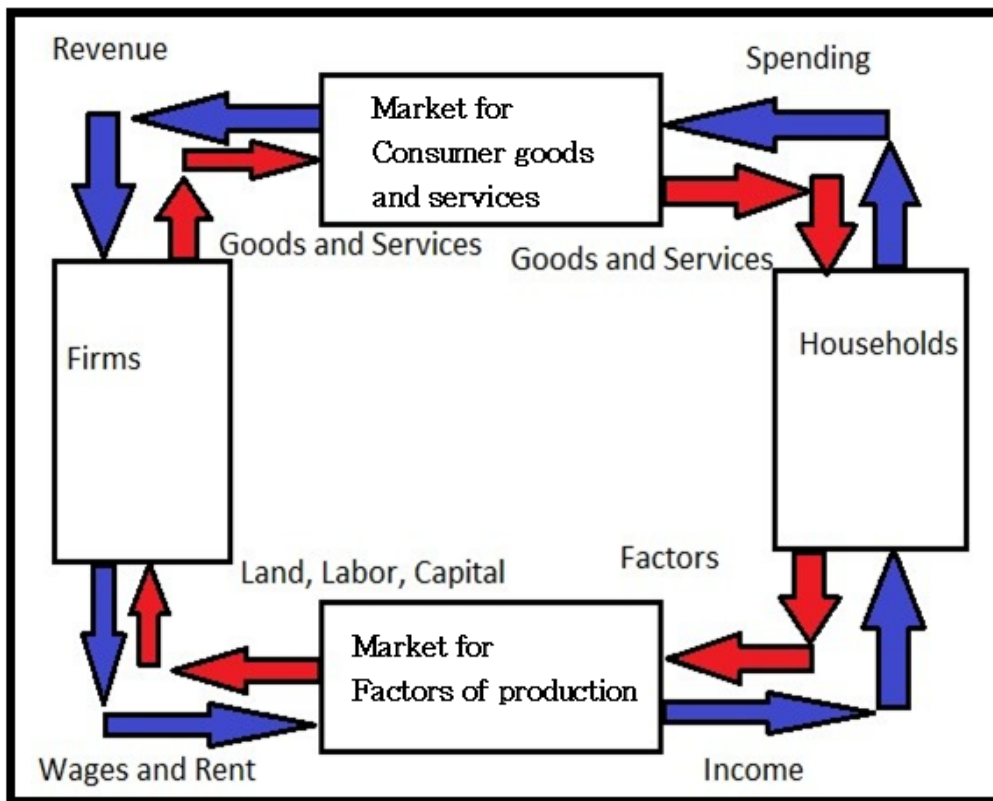 Revenue
Spending
Market for
Consumer goods
and services
Goods and Services
Goods and Services
Firms
Households
Land, Labor, Capital
Factors
Market for
Factors of production
Wages and Rent
Income